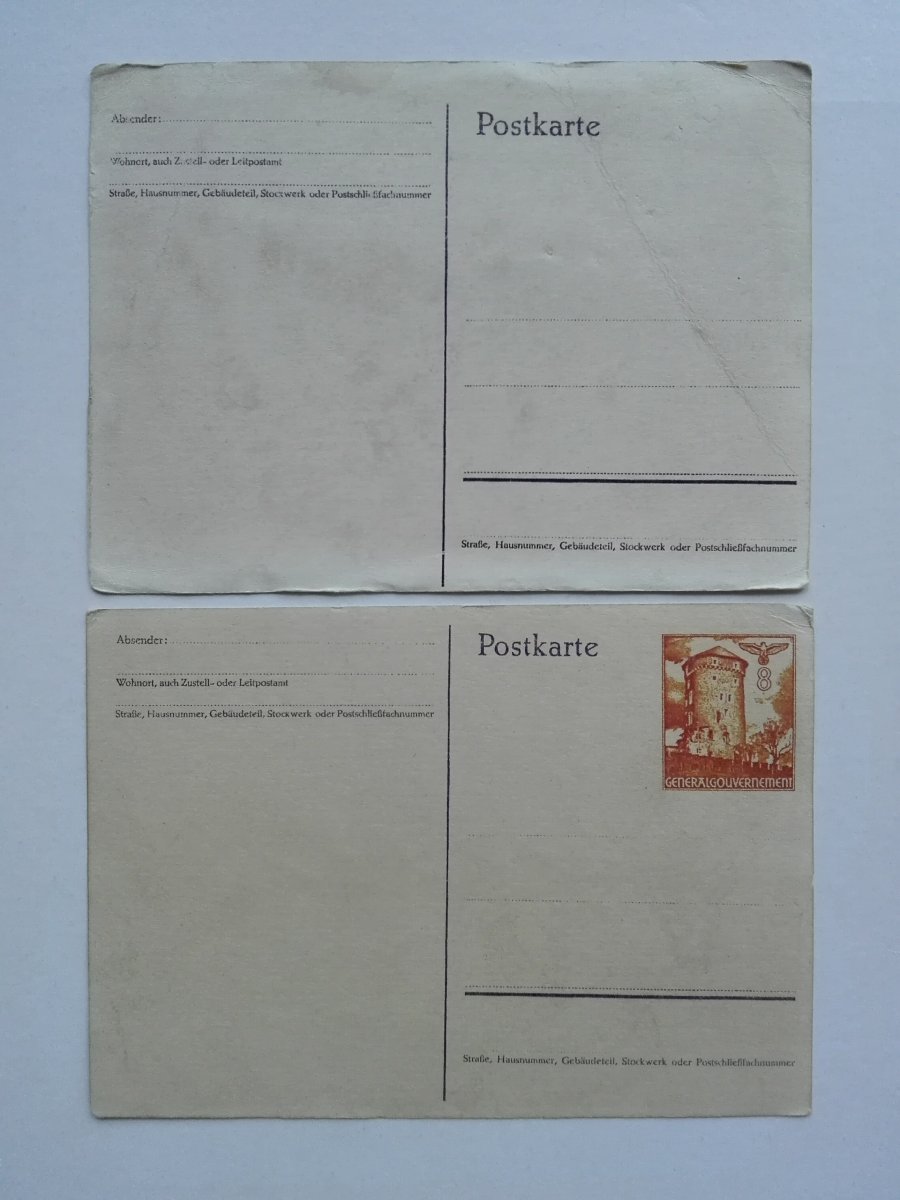 Absender:
Wohnort, auch Zustell- oder Leitpostamt
Straße, Hausnummer, Gebäudeteil, Stockwerk oder Postschließfachnummer
Postkarte
Straße, Hausnummer, Gebäudeteil, Stockwerk oder Postschließfachnummer
Absender:
Wohnort, auch Zustell- oder Leitpostamt
Straße, Hausnummer, Gebäudeteil, Stockwerk oder Postschließfachnummer
Postkarte
8
GENERALGOUVERNEMENT
Straße, Hausnummer, Gebäudeteil, Stockwerk oder Postschließfachnummer